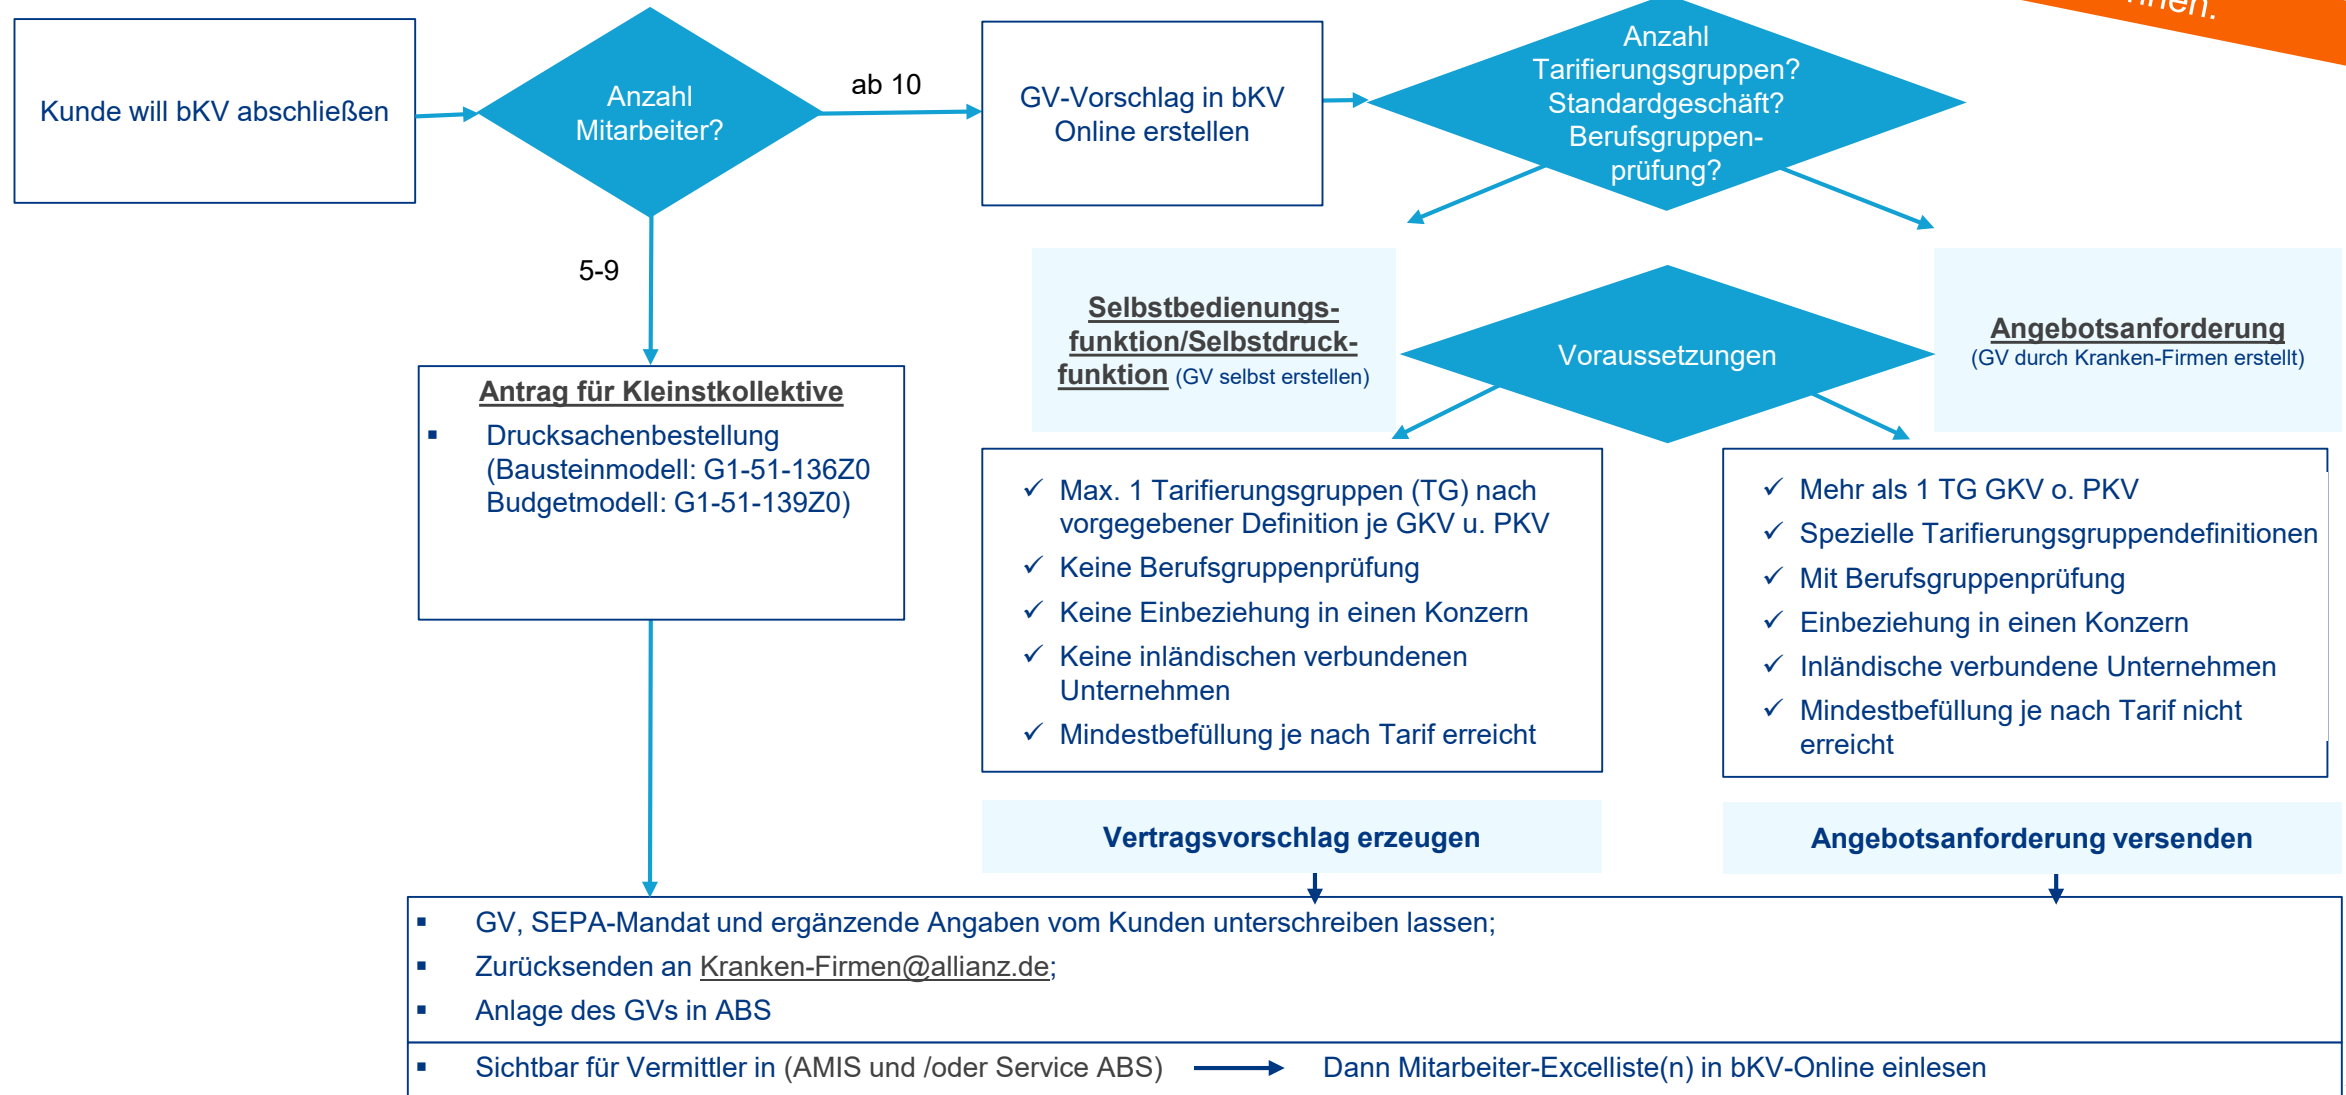 nnen.
Kunde will bKV abschließen
Anzahl
Mitarbeiter?
ab 10
GV-Vorschlag in bKV
Online erstellen
Anzahl
Tarifierungsgruppen?
Standardgeschäft?
Berufsgruppen-
prüfung?
5-9
Selbstbedienungs-
funktion/Selbstdruck-
funktion (GV selbst erstellen)
Voraussetzungen
Angebotsanforderung
(GV durch Kranken-Firmen erstellt)
Antrag für Kleinstkollektive
▪ Drucksachenbestellung
(Bausteinmodell: G1-51-136Z0
Budgetmodell: G1-51-139Z0)
✓ Max. 1 Tarifierungsgruppen (TG) nach
vorgegebener Definition je GKV u. PKV
✓ Keine Berufsgruppenprüfung
✓ Keine Einbeziehung in einen Konzern
✓ Keine inländischen verbundenen
Unternehmen
✓ Mindestbefüllung je nach Tarif erreicht
✓ Mehr als 1 TG GKV o. PKV
✓ Spezielle Tarifierungsgruppendefinitionen
✓ Mit Berufsgruppenprüfung
✓ Einbeziehung in einen Konzern
✓ Inländische verbundene Unternehmen
✓ Mindestbefüllung je nach Tarif nicht
erreicht
Vertragsvorschlag erzeugen
Angebotsanforderung versenden
▪ GV, SEPA-Mandat und ergänzende Angaben vom Kunden unterschreiben lassen;
▪ Zurücksenden an Kranken-Firmen@allianz.de;
▪ Anlage des GVs in ABS
▪ Sichtbar für Vermittler in (AMIS und /oder Service ABS) → Dann Mitarbeiter-Excelliste(n) in bKV-Online einlesen